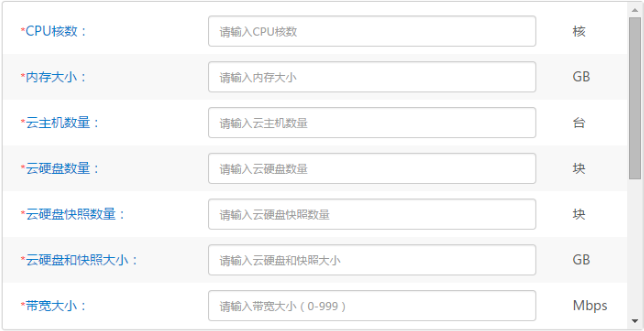 *CPU核数： 请输入CPU核数 核
*内存大小： 请输入内存大小 GB
*云主机数量： 请输入云主机数量 台
*云硬盘数量： 请输入云硬盘数量 块
*云硬盘快照数量： 请输入云硬盘快照数量 块
*云硬盘和快照大小： 请输入云硬盘和快照大小 GB
*带宽大小： 请输入带宽大小（0-999） Mbps